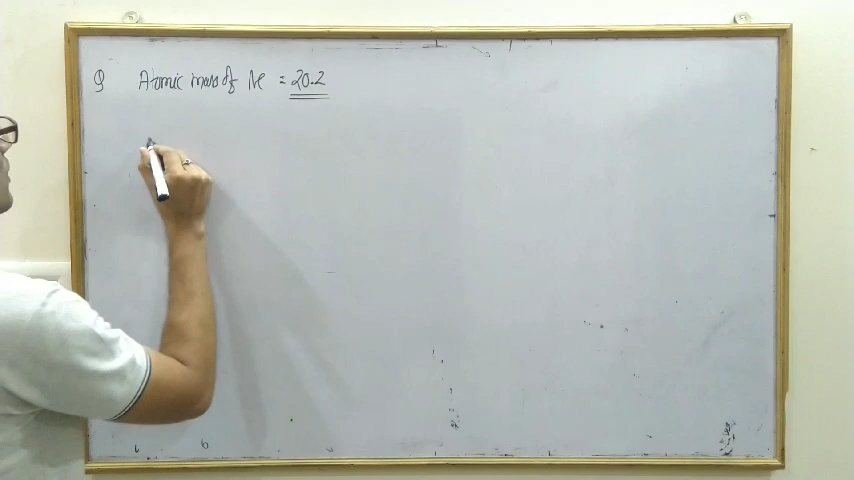 Q Atomic mass of Ne = 20.2